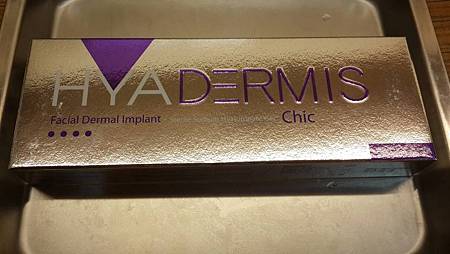 HYADERMIS
Facial Dermal Implant
Chic